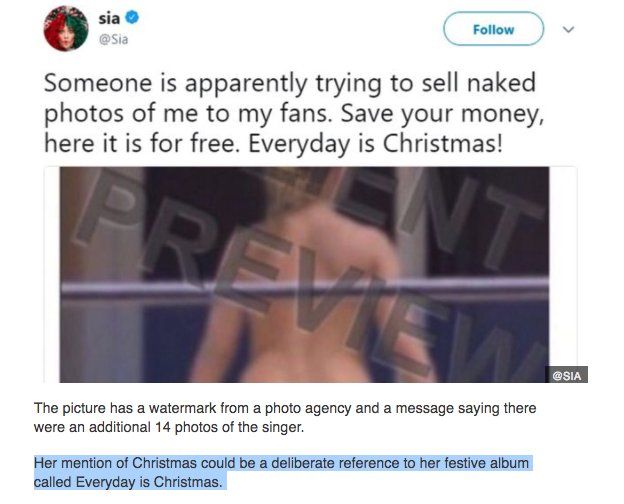 sia
@Sia
Follow
Someone is apparently trying to sell naked
photos of me to my fans. Save your money,
here it is for free. Everyday is Christmas!
ENT
PREVIEW
@SIA
The picture has a watermark from a photo agency and a message saying there
were an additional 14 photos of the singer.
Her mention of Christmas could be a deliberate reference to her festive album
called Everyday is Christmas.